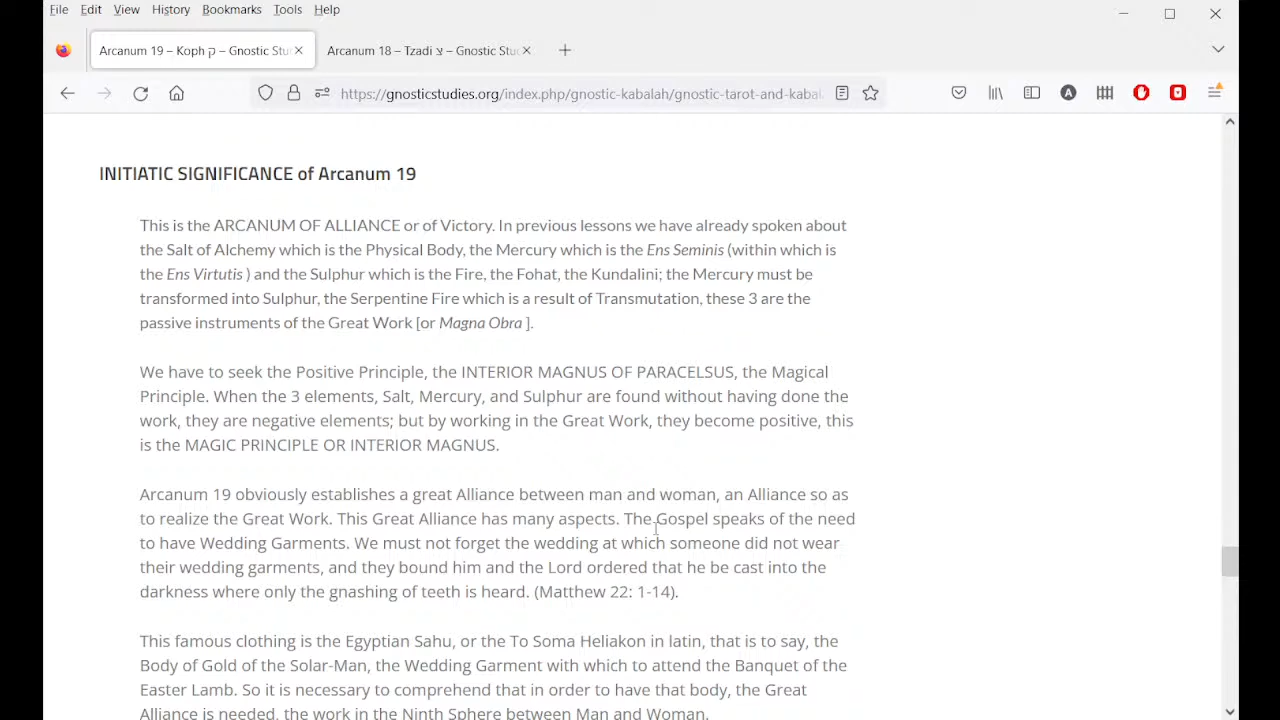 File Edit View History Bookmarks Tools Help
Arcanum 19 – Koph ק – Gnostic Stu
Arcanum 18 – Tzadi צ – Gnostic Stu
https://gnosticstudies.org/index.php/gnostic-kabalah/gnostic-tarot-and-kabal
INITIATIC SIGNIFICANCE of Arcanum 19
This is the ARCANUM OF ALLIANCE or of Victory. In previous lessons we have already spoken about
the Salt of Alchemy which is the Physical Body, the Mercury which is the Ens Seminis (within which is
the Ens Virtutis ) and the Sulphur which is the Fire, the Fohat, the Kundalini; the Mercury must be
transformed into Sulphur, the Serpentine Fire which is a result of Transmutation, these 3 are the
passive instruments of the Great Work [or Magna Obra ].
We have to seek the Positive Principle, the INTERIOR MAGNUS OF PARACELSUS, the Magical
Principle. When the 3 elements, Salt, Mercury, and Sulphur are found without having done the
work, they are negative elements; but by working in the Great Work, they become positive, this
is the MAGIC PRINCIPLE OR INTERIOR MAGNUS.
Arcanum 19 obviously establishes a great Alliance between man and woman, an Alliance so as
to realize the Great Work. This Great Alliance has many aspects. The Gospel speaks of the need
to have Wedding Garments. We must not forget the wedding at which someone did not wear
their wedding garments, and they bound him and the Lord ordered that he be cast into the
darkness where only the gnashing of teeth is heard. (Matthew 22: 1-14).
This famous clothing is the Egyptian Sahu, or the To Soma Heliakon in latin, that is to say, the
Body of Gold of the Solar-Man, the Wedding Garment with which to attend the Banquet of the
Easter Lamb. So it is necessary to comprehend that in order to have that body, the Great
Alliance is needed, the work in the Ninth Sphere between Man and Woman.